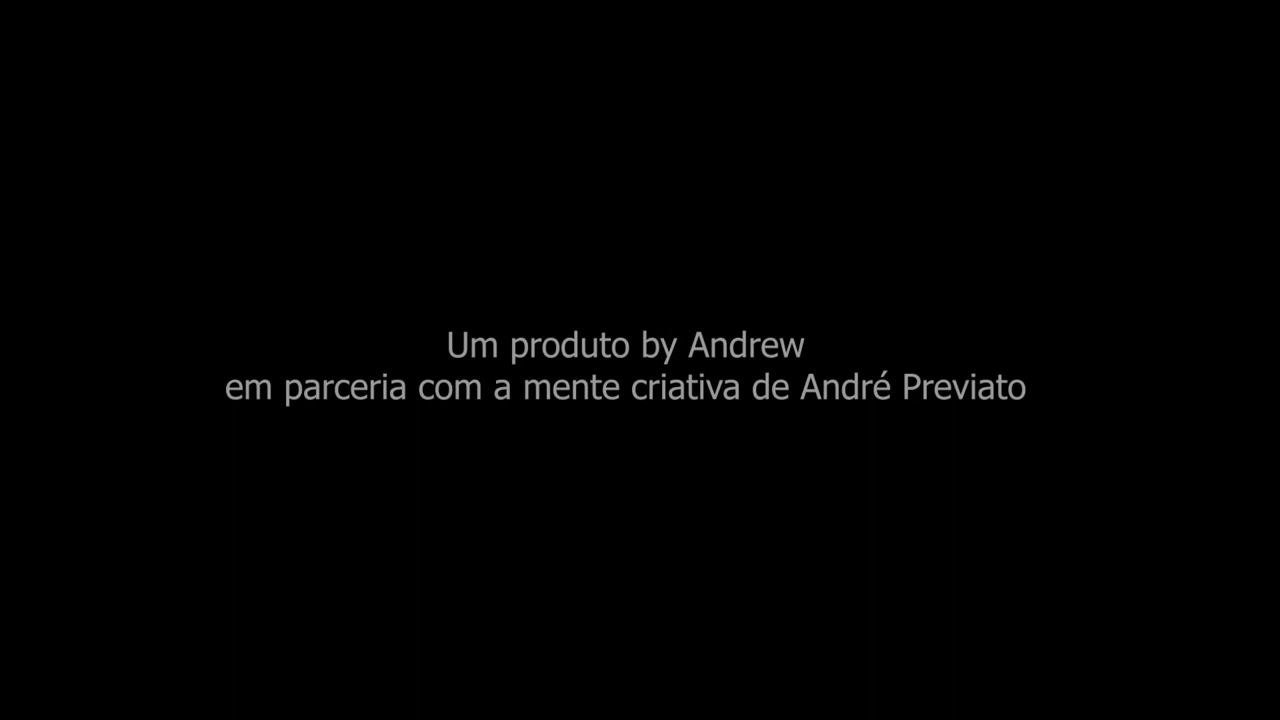 Um produto by Andrew
em parceria com a mente criativa de André Previato